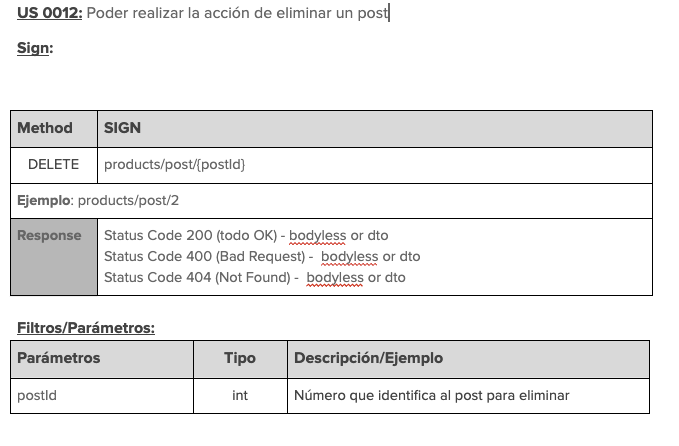 US 0012: Poder realizar la acción de eliminar un post
Sign:
Method SIGN
DELETE products/post/{postId}
Ejemplo: products/post/2
Response Status Code 200 (todo OK) - bodyless or dto
Status Code 400 (Bad Request) - bodyless or dto
Status Code 404 (Not Found) - bodyless or dto
Filtros/Parámetros:
Parámetros Tipo Descripción/Ejemplo
postId int Número que identifica al post para eliminar